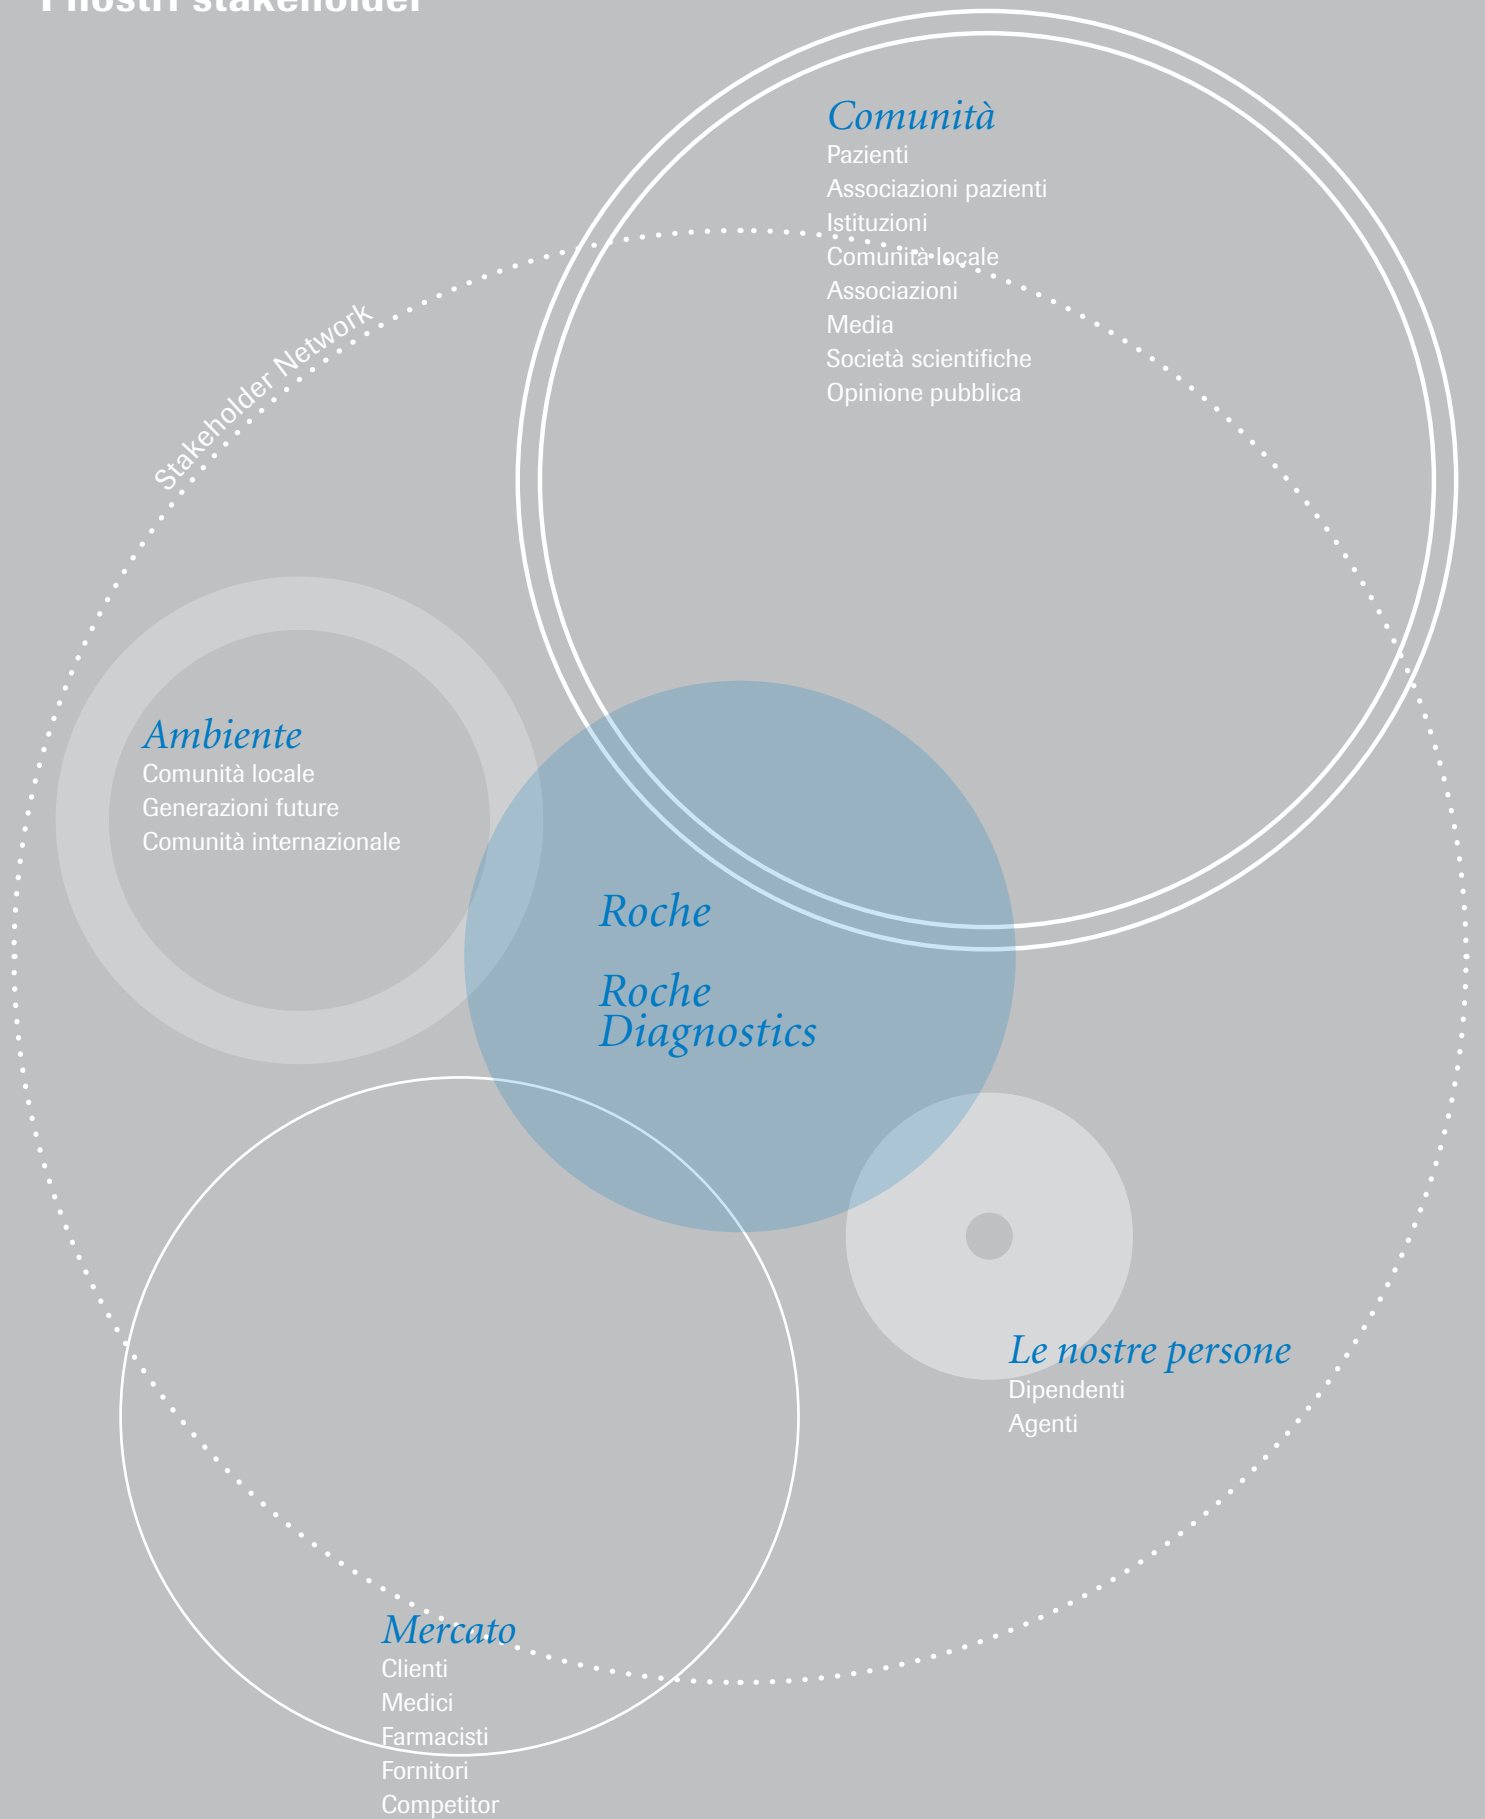 I nostri stakeholder
Comunità
Pazienti
Associazioni pazienti
Istituzioni
Comunità locale
Associazioni
Media
Società scientifiche
Opinione pubblica
Stakeholder Network
Ambiente
Comunità locale
Generazioni future
Comunità internazionale
Roche
Roche
Diagnostics
Le nostre persone
Dipendenti
Agenti
Mercato
Clienti
Medici
Farmacisti
Fornitori
Competitor